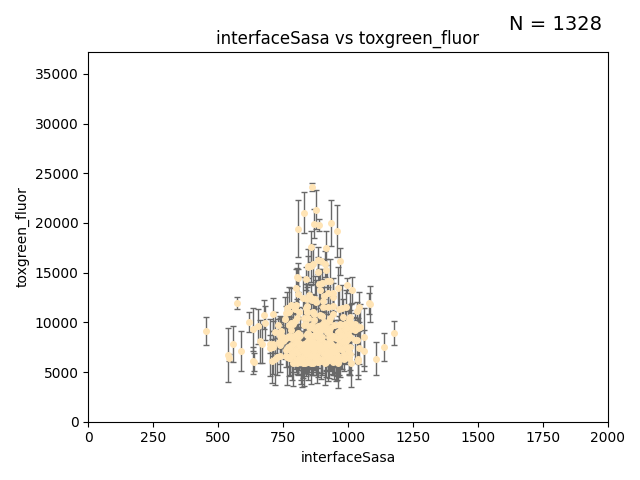 N = 1328
interfaceSasa vs toxgreen_fluor
35000
30000
25000
20000
15000
10000
5000
0
toxgreen_fluor
0 250 500 750 1000 1250 1500 1750 2000
interfaceSasa